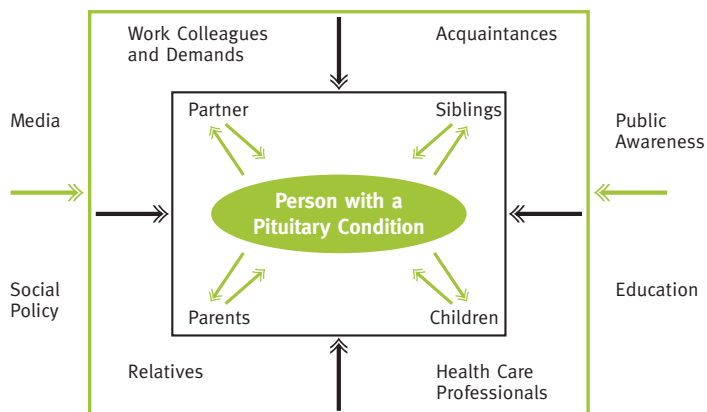 Work Colleagues
and Demands
Acquaintances
Media
Partner
Siblings
Public
Awareness
Person with a
Pituitary Condition
Social
Policy
Parents
Children
Education
Relatives
Health Care
Professionals